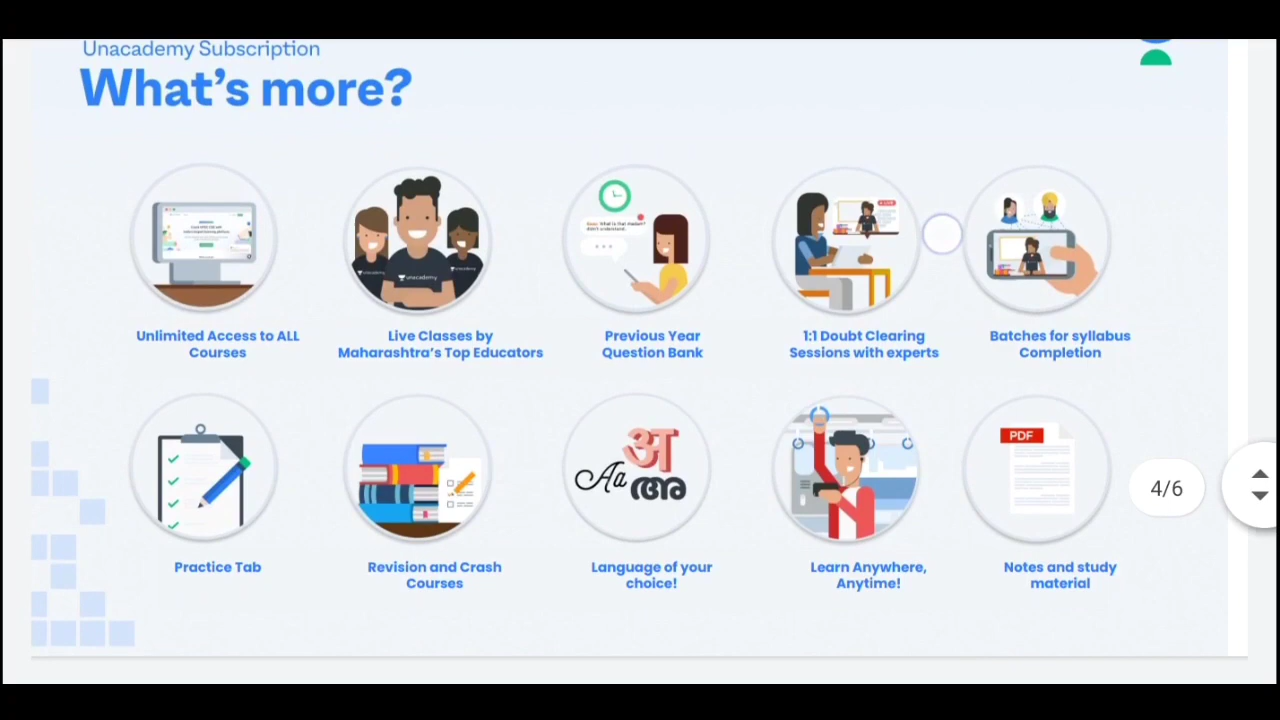 Unacademy Subscription
What's more?
unacademy
LIVE
Unlimited Access to ALL
Courses
Live Classes by
Maharashtra's Top Educators
Previous Year
Question Bank
1:1 Doubt Clearing
Sessions with experts
Batches for syllabus
Completion
Aa
अ
അ
PDF
4/6
Practice Tab
Revision and Crash
Courses
Language of your
choice!
Learn Anywhere,
Anytime!
Notes and study
material